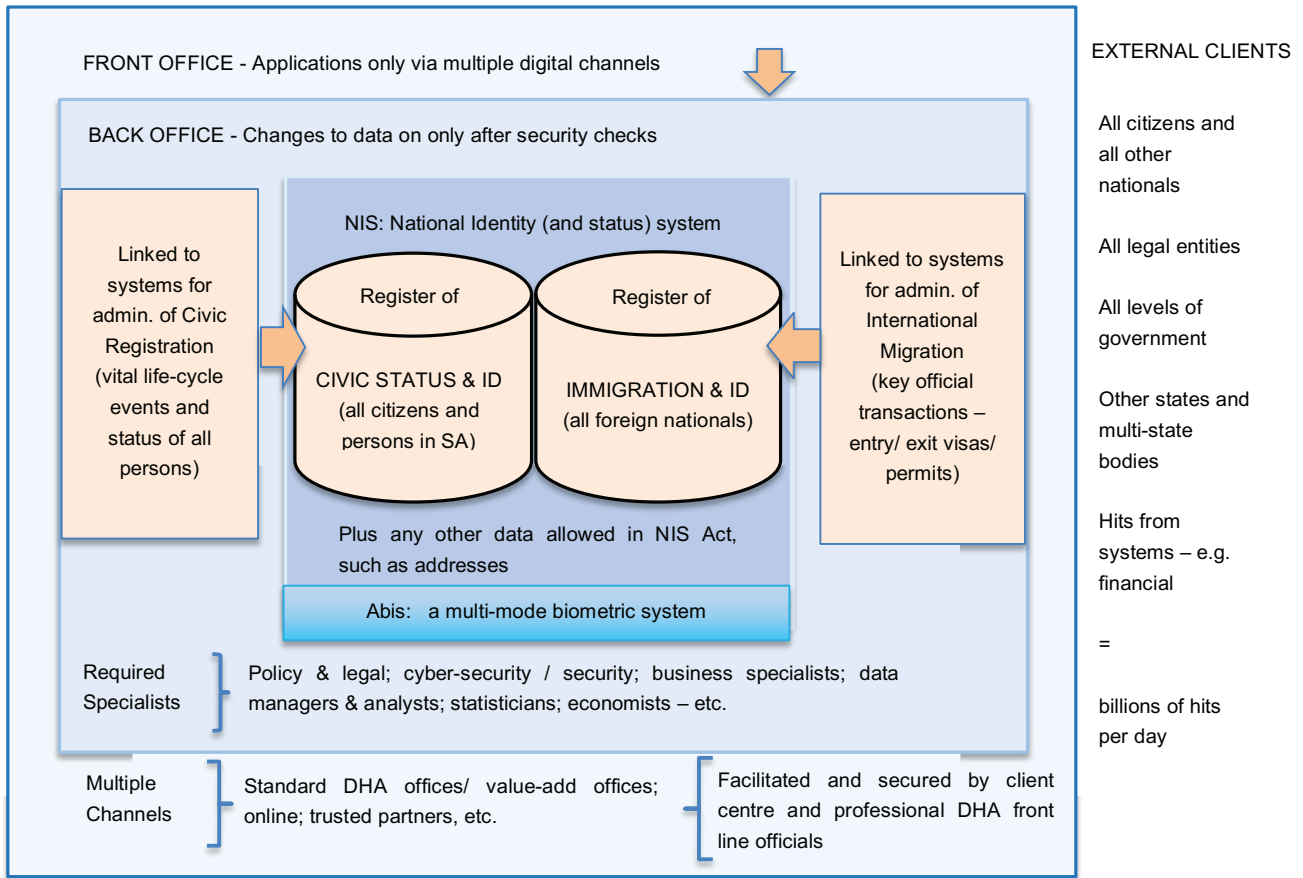 FRONT OFFICE - Applications only via multiple digital channels
BACK OFFICE - Changes to data on only after security checks
Linked to
systems for
admin. of Civic
Registration
(vital life-cycle
events and
status of all
persons)
NIS: National Identity (and status) system
Register of
CIVIC STATUS & ID
(all citizens and
persons in SA)
Register of
IMMIGRATION & ID
(all foreign nationals)
Plus any other data allowed in NIS Act,
such as addresses
Abis: a multi-mode biometric system
Linked to systems
for admin. of
International
Migration
(key official
transactions –
entry/ exit visas/
permits)
Required
Specialists
Policy & legal; cyber-security / security; business specialists; data
managers & analysts; statisticians; economists – etc.
Multiple
Channels
Standard DHA offices/ value-add offices;
online; trusted partners, etc.
Facilitated and secured by client
centre and professional DHA front
line officials
EXTERNAL CLIENTS
All citizens and
all other
nationals
All legal entities
All levels of
government
Other states and
multi-state
bodies
Hits from
systems – e.g.
financial
=
billions of hits
per day